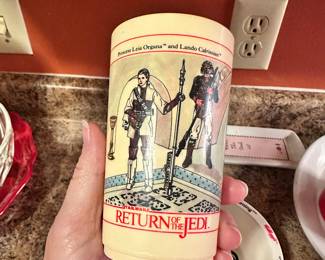 Princess Leia Organa™ and Lando Calrissian™
STAR WARS
RETURN OF THE JEDI